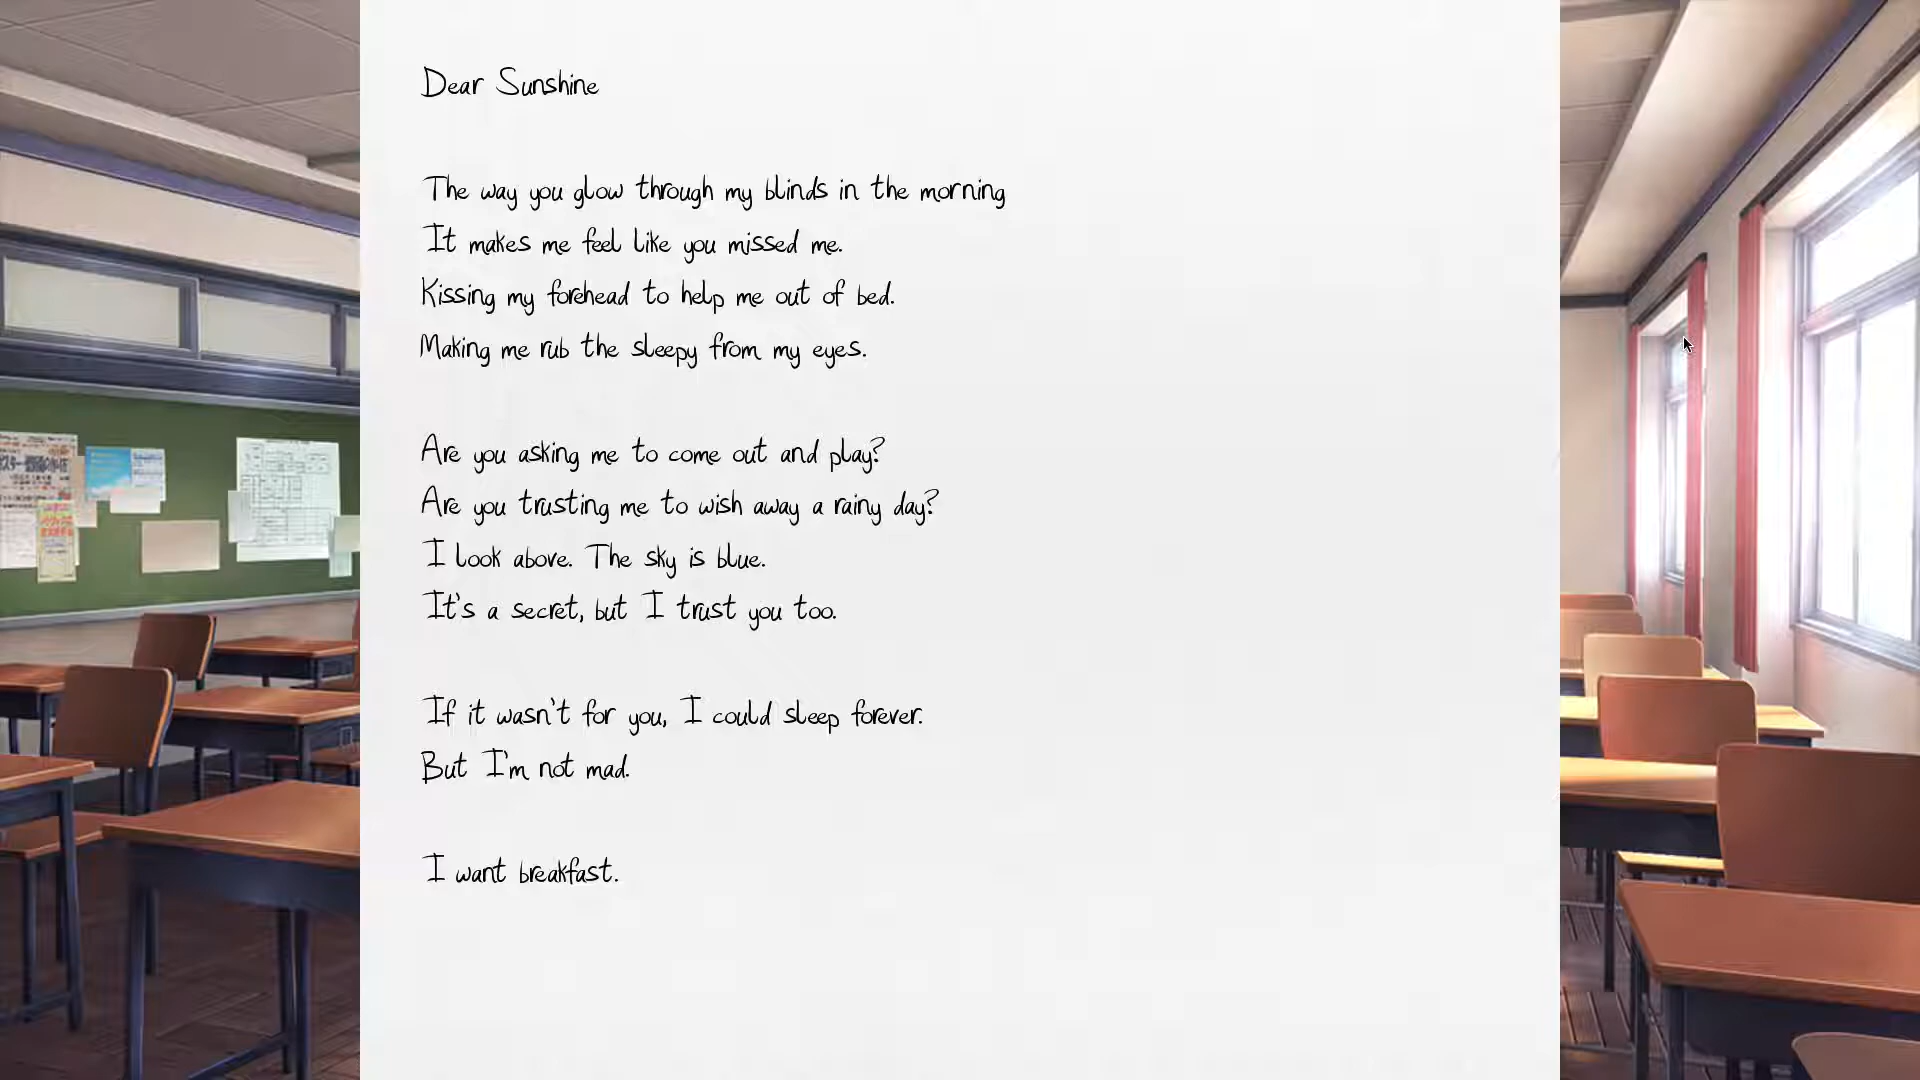 Dear Sunshine
The way you glow through my blinds in the morning
It makes me feel like you missed me.
Kissing my forehead to help me out of bed.
Making me rub the sleepy from my eyes.
Are you asking me to come out and play?
Are you trusting me to wish away a rainy day?
I look above. The sky is blue.
It's a secret, but I trust you too.
If it wasn't for you, I could sleep forever.
But I'm not mad.
I want breakfast.